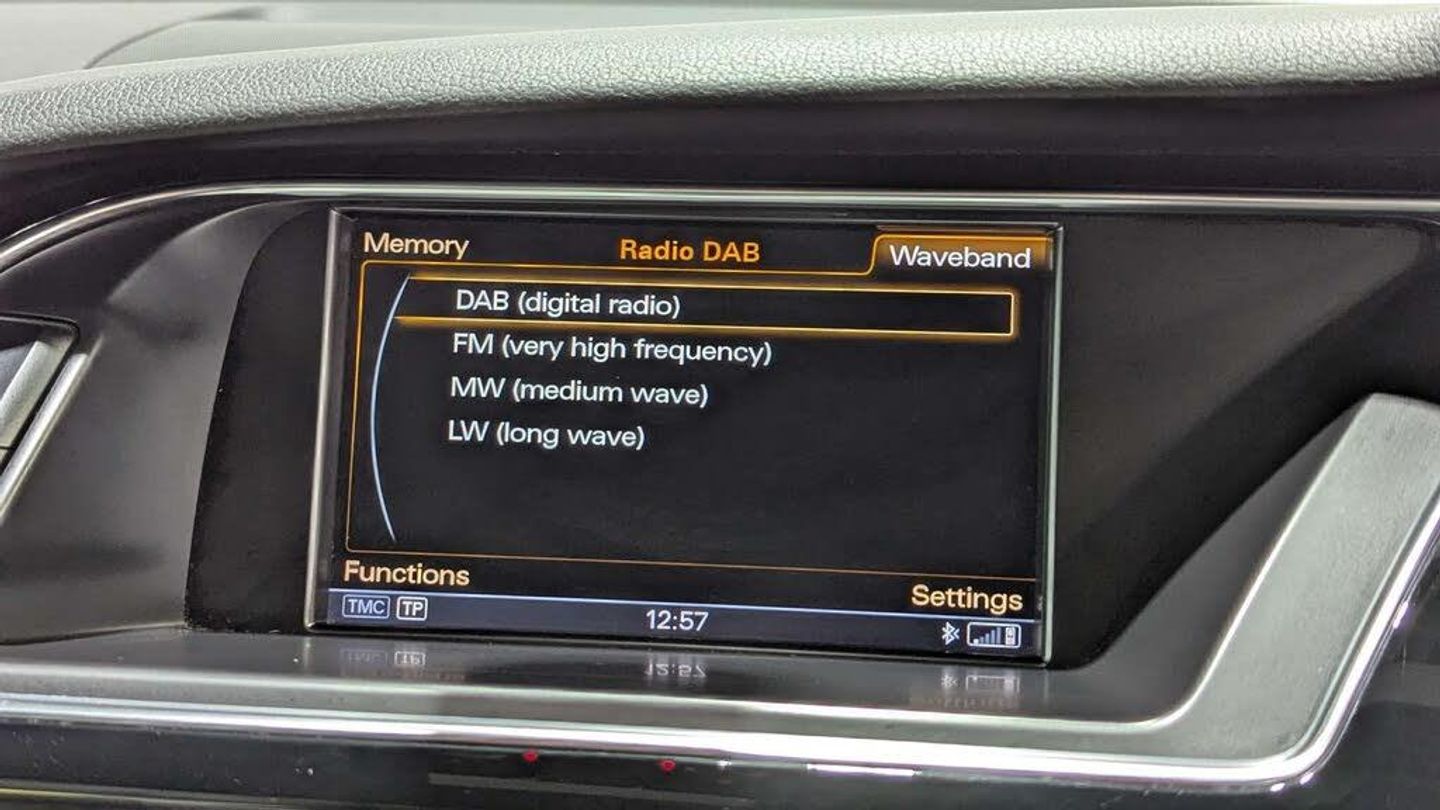 Memory Radio DAB Waveband
DAB (digital radio)
FM (very high frequency)
MW (medium wave)
LW (long wave)
Functions Settings
TMC TP 12:57